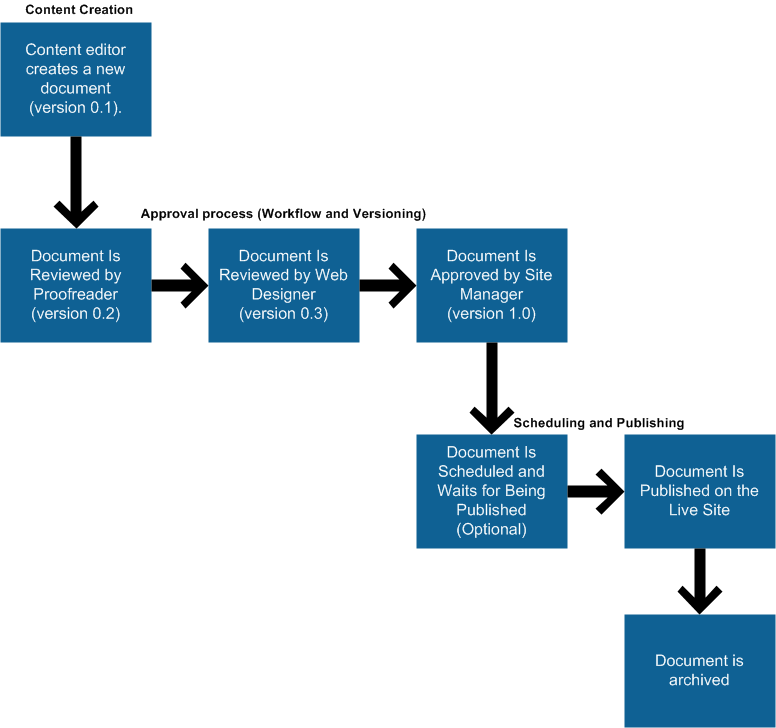 Content Creation
Content editor
creates a new
document
(version 0.1).
Approval process (Workflow and Versioning)
Document Is
Reviewed by
Proofreader
(version 0.2)
Document Is
Reviewed by Web
Designer
(version 0.3)
Document Is
Approved by Site
Manager
(version 1.0)
Scheduling and Publishing
Document Is
Scheduled and
Waits for Being
Published
(Optional)
Document Is
Published on the
Live Site
Document is
archived